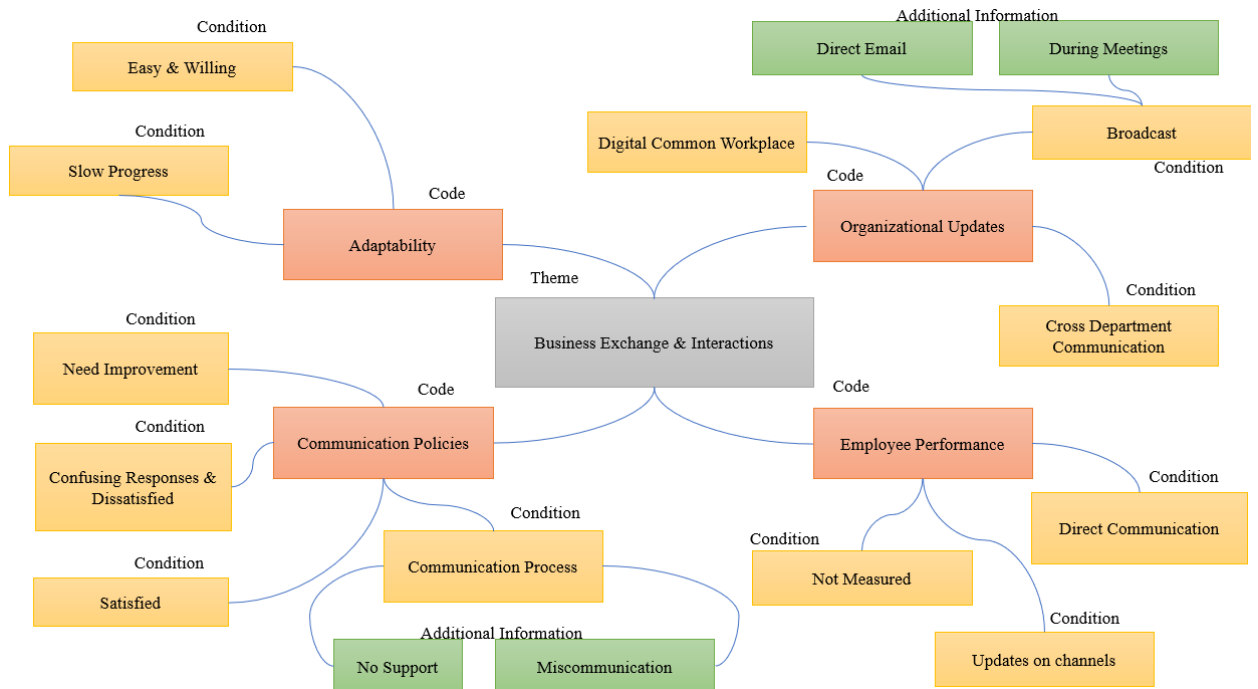 Additional Information
Condition
Direct Email
During Meetings
Easy & Willing
Condition
Digital Common Workplace
Broadcast
Slow Progress
Code
Condition
Code
Adaptability
Organizational Updates
Theme
Condition
Condition
Business Exchange & Interactions
Cross Department
Communication
Need Improvement
Code
Code
Condition
Communication Policies
Employee Performance
Confusing Responses &
Dissatisfied
Condition
Condition
Direct Communication
Condition
Condition
Communication Process
Not Measured
Satisfied
Condition
Additional Information
No Support
Miscommunication
Updates on channels